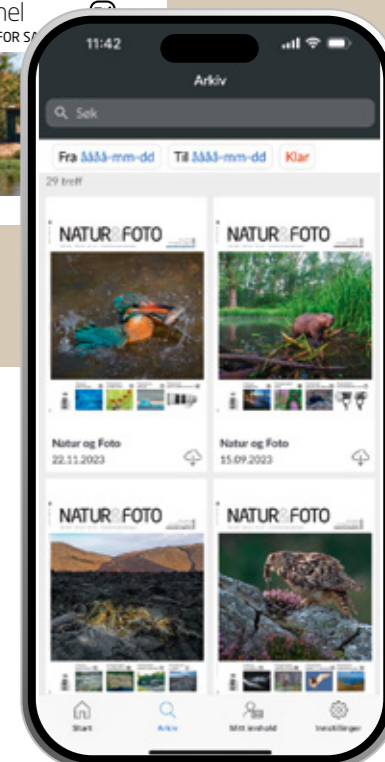 nel
FOR SA
11:42
Arkiv
Søk
Fra åååå-mm-dd Til åååå-mm-dd Klar
29 treff
NATUR&FOTO
NATUR&FOTO
Natur og Foto
22.11.2023
Natur og Foto
15.09.2023
NATUR&FOTO
NATUR&FOTO
Start
Arkiv
Mitt innhold
Innstillinger